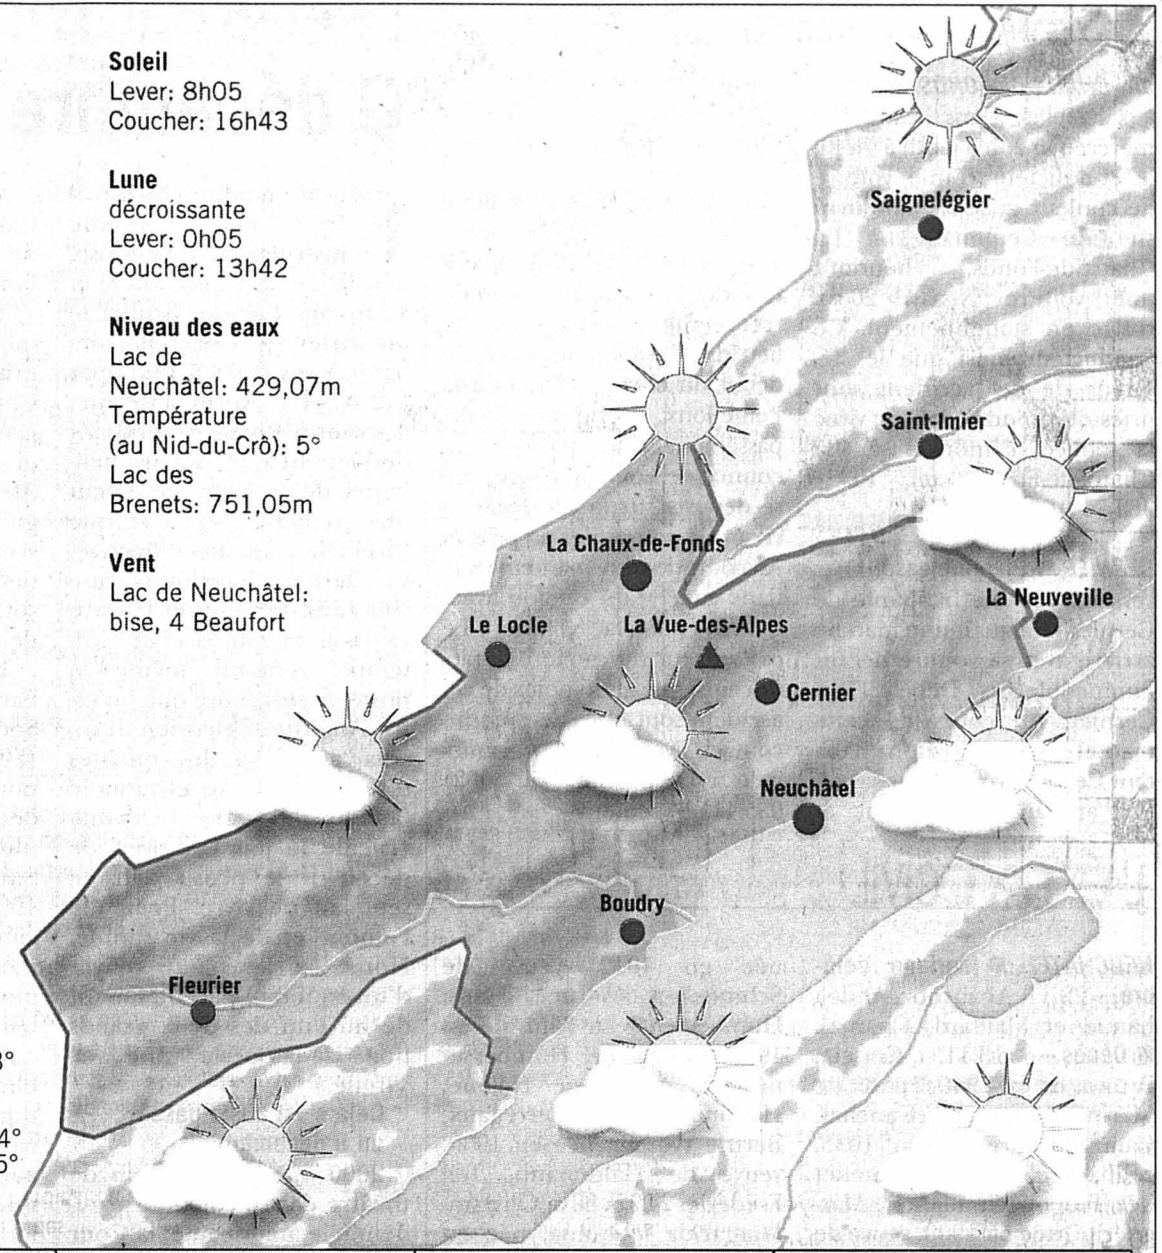 Soleil
Lever: 8h05
Coucher: 16h43
Lune
décroissante
Lever: 0h05
Coucher: 13h42
Niveau des eaux
Lac de
Neuchâtel: 429,07m
Température
(au Nid-du-Crô): 5°
Lac des
Brenets: 751,05m
Vent
Lac de Neuchâtel:
bise, 4 Beaufort
Saignelégier
Saint-Imier
La Chaux-de-Fonds
La Neuveville
Le Locle
La Vue-des-Alpes
Cernier
Neuchâtel
Boudry
Fleurier